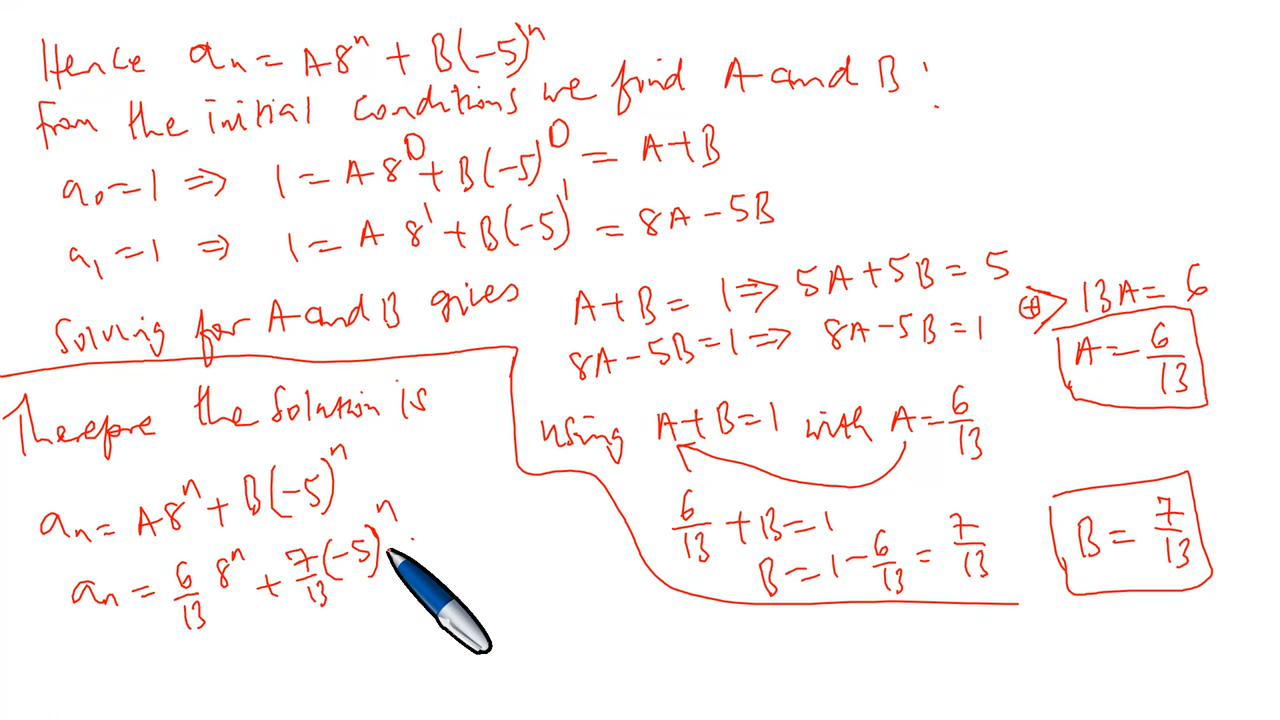 Hence aₙ = A8ⁿ + B(-5)ⁿ
from the initial conditions we find A and B :
a₀ = 1 ⇒ 1 = A8⁰ + B(-5)⁰ = A+B
a₁ = 1 ⇒ 1 = A 8¹ + B(-5)¹ = 8A - 5B
Solving for A and B gives
A+B = 1 ⇒ 5A+5B = 5
8A-5B=1 ⇒ 8A-5B=1
⊕> 13A = 6
A = 6/13
using A+B=1 with A = 6/13
6/13 + B = 1
B = 1 - 6/13 = 7/13
B = 7/13
Therefore the Solution is
aₙ = A8ⁿ + B(-5)ⁿ
aₙ = 6/13 8ⁿ + 7/13 (-5)ⁿ.